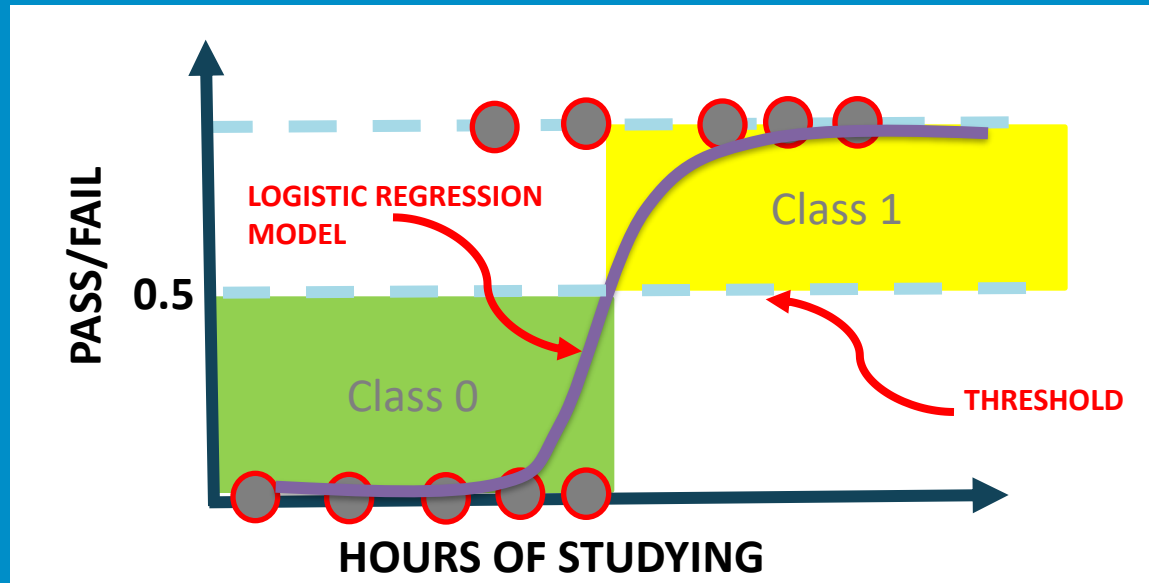 LOGISTIC REGRESSION
MODEL
Class 1
PASS/FAIL
0.5
Class 0
THRESHOLD
HOURS OF STUDYING